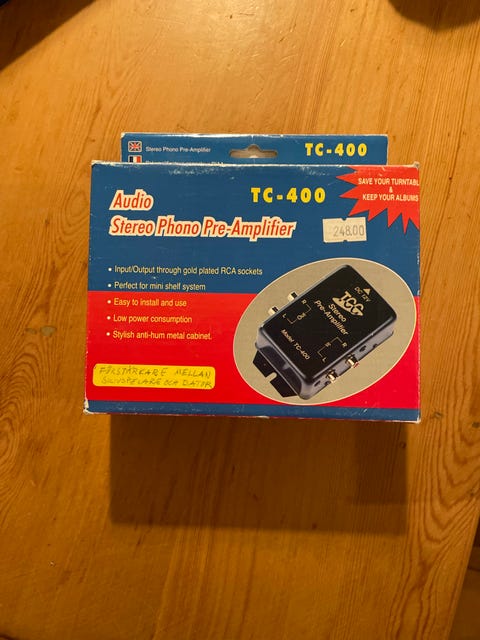 Stereo Phono Pre-Amplifier
TC-400
Audio
Stereo Phono Pre-Amplifier
TC-400
SAVE YOUR TURNTABL
&
KEEP YOUR ALBUMS
248.00
• Input/Output through gold plated RCA sockets
• Perfect for mini shelf system
• Easy to install and use
• Low power consumption
• Stylish anti-hum metal cabinet.
DC 12V
TCC
Stereo
Pre-Amplifier
R
L
R
L
Model TC-400
FÖRSTÄRKARE MELLAN
SKIVSPELARE OCH DATOR